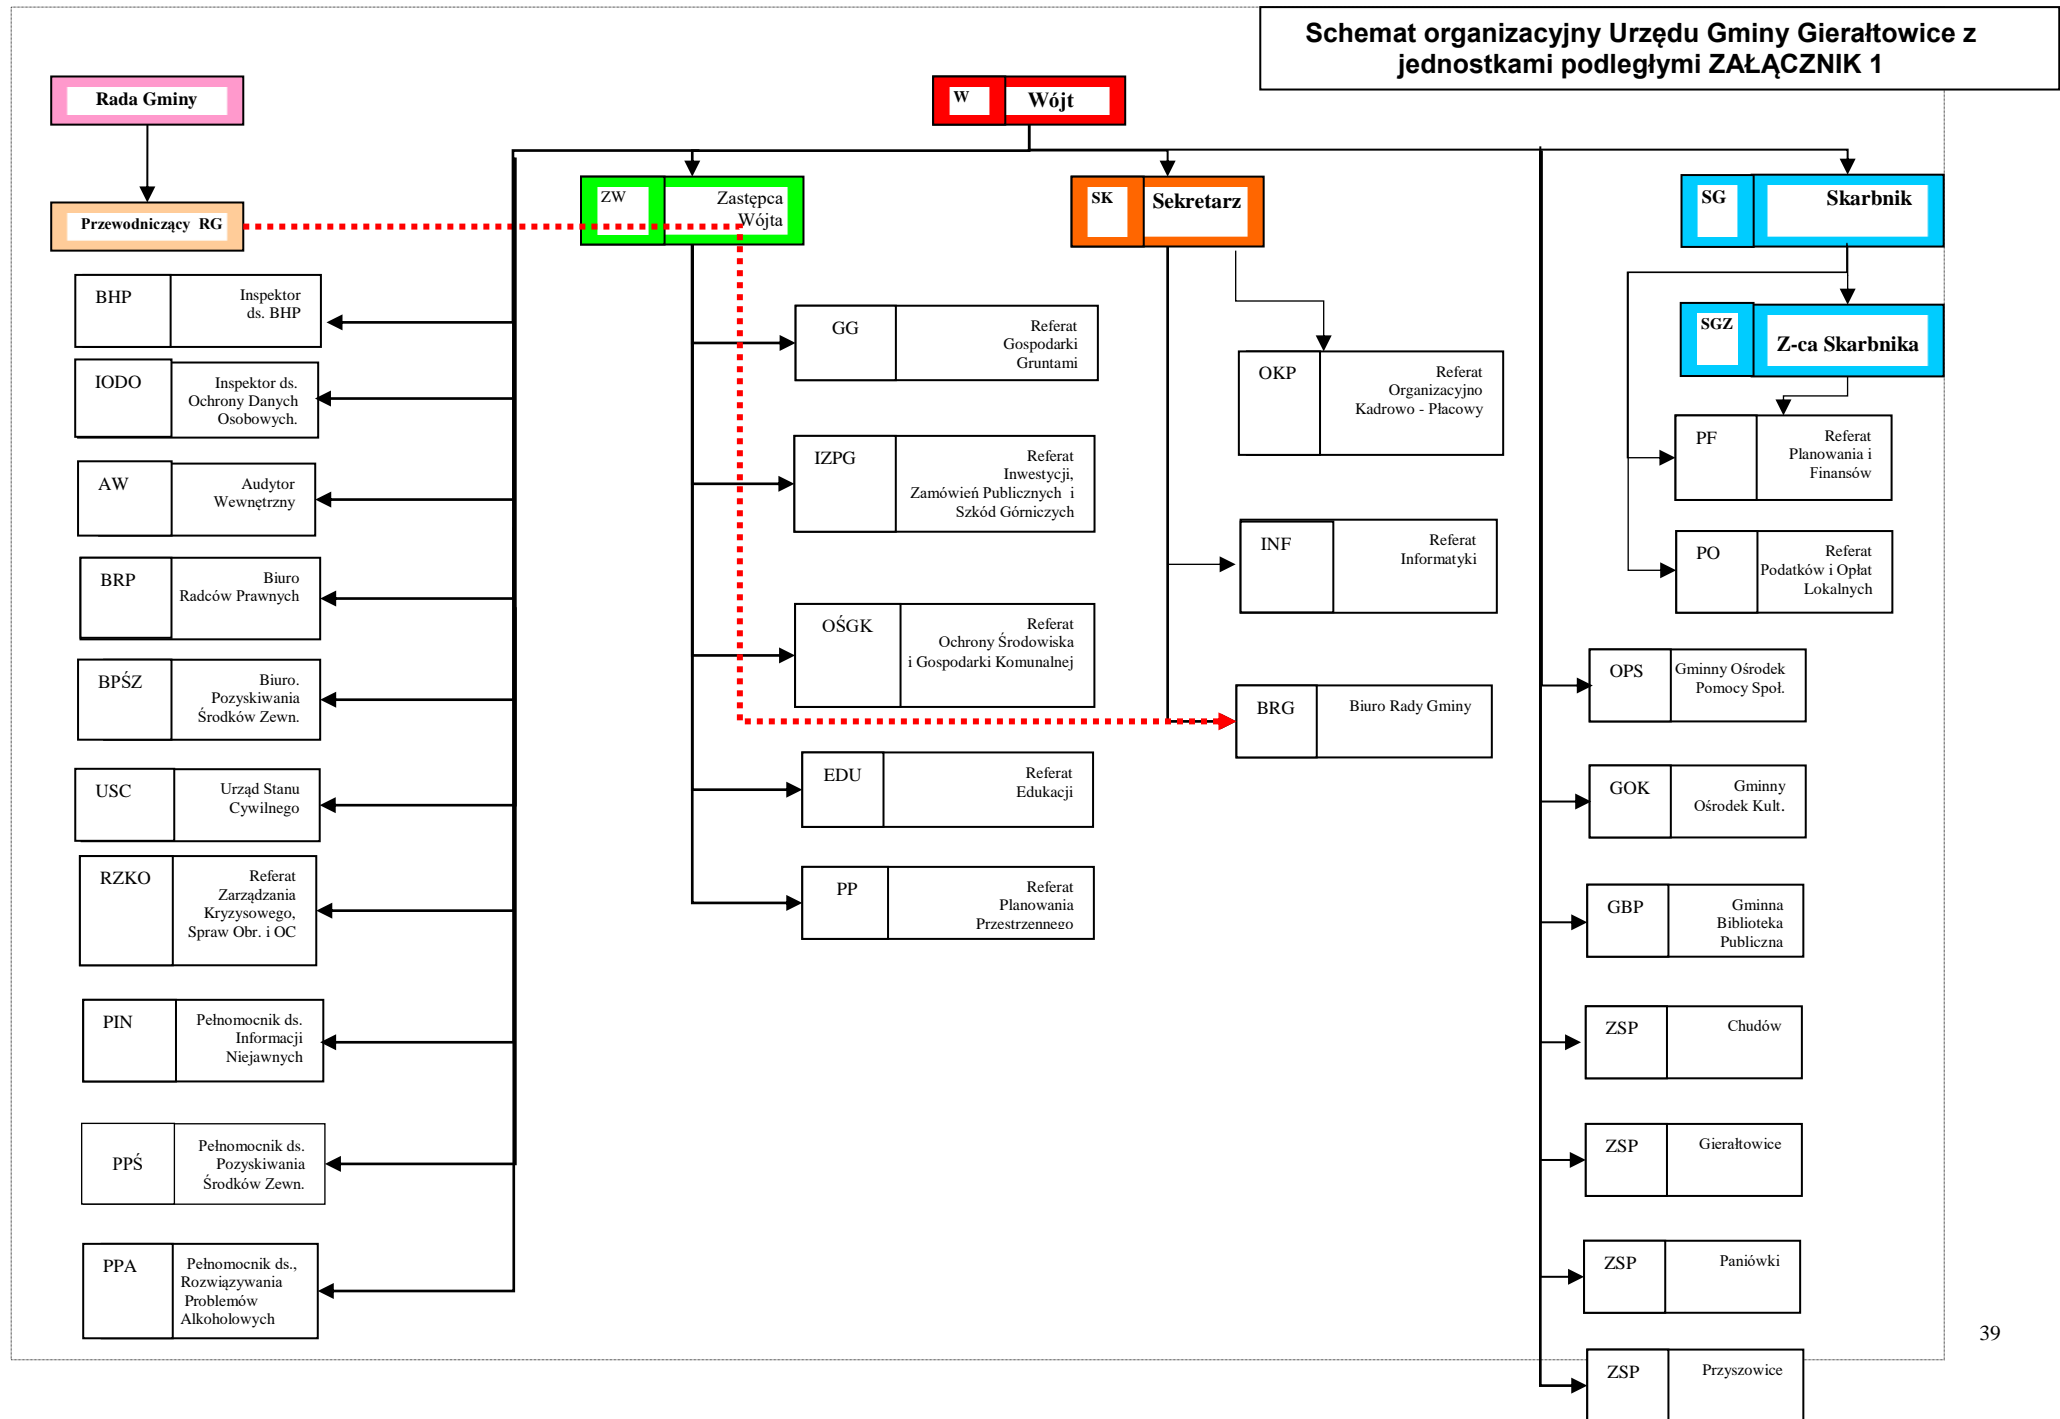 Schemat organizacyjny Urzędu Gminy Gierałtowice z
jednostkami podległymi ZAŁĄCZNIK 1
Rada Gminy
W Wójt
Przewodniczący RG
ZW Zastępca
Wójta
SK Sekretarz
SG Skarbnik
SGZ
Z-ca Skarbnika
BHP Inspektor
ds. BHP
IODO Inspektor ds.
Ochrony Danych
Osobowych.
AW Audytor
Wewnętrzny
BRP Biuro
Radców Prawnych
BPŚZ Biuro.
Pozyskiwania
Środków Zewn.
USC Urząd Stanu
Cywilnego
RZKO Referat
Zarządzania
Kryzysowego,
Spraw Obr. i OC
PIN Pełnomocnik ds.
Informacji
Niejawnych
PPŚ Pełnomocnik ds.
Pozyskiwania
Środków Zewn.
PPA Pełnomocnik ds.,
Rozwiązywania
Problemów
Alkoholowych
GG Referat
Gospodarki
Gruntami
IZPG Referat
Inwestycji,
Zamówień Publicznych i
Szkód Górniczych
OŚGK Referat
Ochrony Środowiska
i Gospodarki Komunalnej
EDU Referat
Edukacji
PP Referat
Planowania
Przestrzennego
OKP Referat
Organizacyjno
Kadrowo - Płacowy
INF Referat
Informatyki
BRG Biuro Rady Gminy
PF Referat
Planowania i
Finansów
PO Referat
Podatków i Opłat
Lokalnych
OPS Gminny Ośrodek
Pomocy Społ.
GOK Gminny
Ośrodek Kult.
GBP Gminna
Biblioteka
Publiczna
ZSP Chudów
ZSP Gierałtowice
ZSP Paniówki
ZSP Przyszowice
39